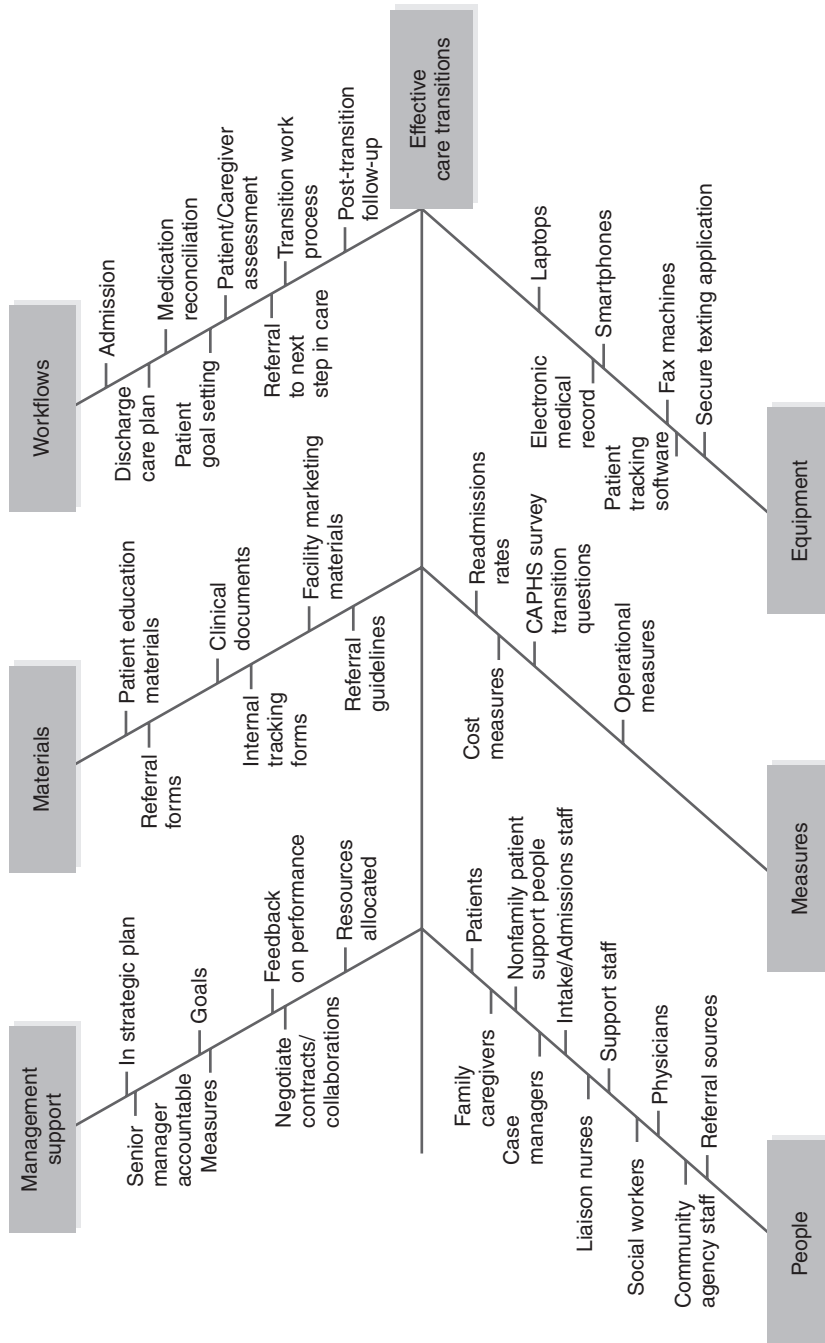 Management
support
In strategic plan
Senior
manager
accountable
Goals
Measures
Feedback
on performance
Negotiate
contracts/
collaborations
Resources
allocated
Materials
Patient education
materials
Referral
forms
Clinical
documents
Internal
tracking
forms
Facility marketing
materials
Referral
guidelines
Workflows
Admission
Discharge
care plan
Medication
reconciliation
Patient
goal setting
Patient/Caregiver
assessment
Referral
to next
step in care
Transition work
process
Post-transition
follow-up
Effective
care transitions
Patients
Family
caregivers
Nonfamily patient
support people
Case
managers
Intake/Admissions staff
Liaison nurses
Support staff
Social workers
Physicians
Community
agency staff
Referral sources
People
Readmissions
rates
Cost
measures
CAPHS survey
transition
questions
Operational
measures
Measures
Laptops
Electronic
medical
record
Smartphones
Patient
tracking
software
Fax machines
Secure texting application
Equipment